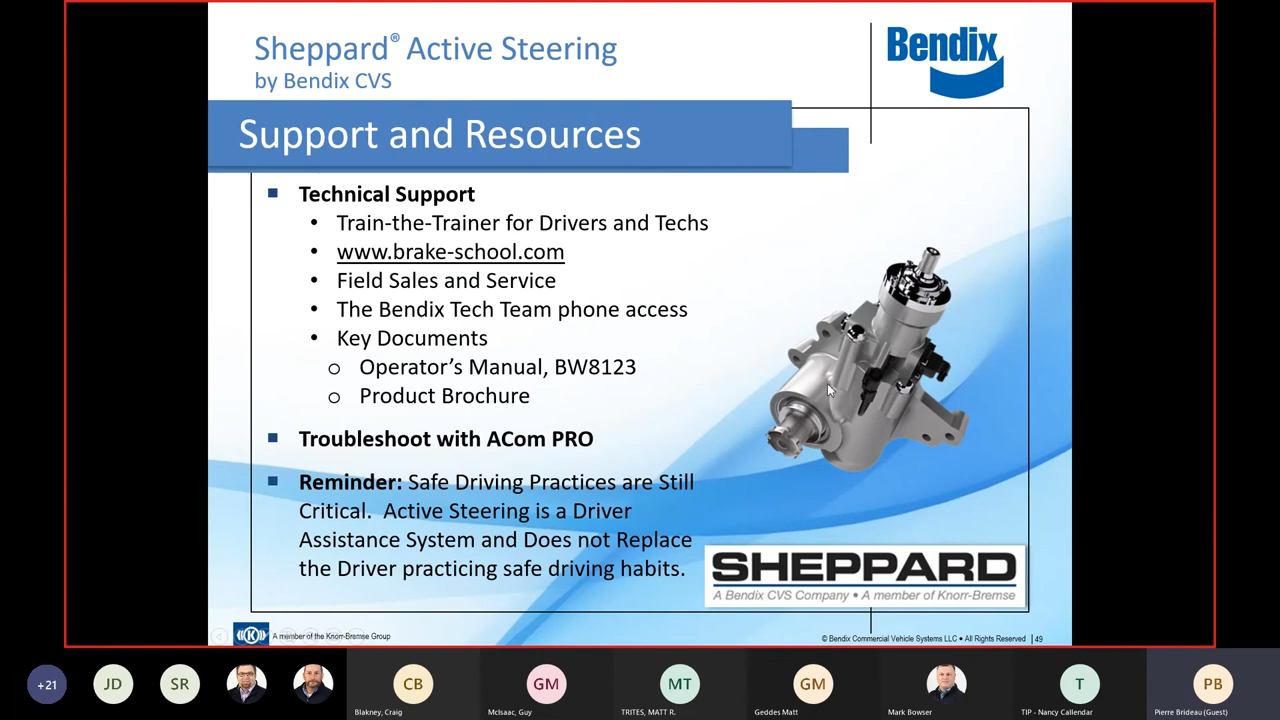 Sheppard® Active Steering
by Bendix CVS
Bendix
Support and Resources
Technical Support
Train-the-Trainer for Drivers and Techs
www.brake-school.com
Field Sales and Service
The Bendix Tech Team phone access
Key Documents
Operator's Manual, BW8123
Product Brochure
Troubleshoot with ACom PRO
Reminder: Safe Driving Practices are Still
Critical. Active Steering is a Driver
Assistance System and Does not Replace
the Driver practicing safe driving habits.
SHEPPARD
A Bendix CVS Company • A member of Knorr-Bremse
K
A member of the Knorr-Bremse Group
© Bendix Commercial Vehicle Systems LLC • All Rights Reserved | 49
+21
JD
SR
CB
GM
MT
GM
T
PB
Blakney, Craig
McIsaac, Guy
TRITES, MATT R.
Geddes Matt
Mark Bowser
TIP - Nancy Callendar
Pierre Brideau (Guest)